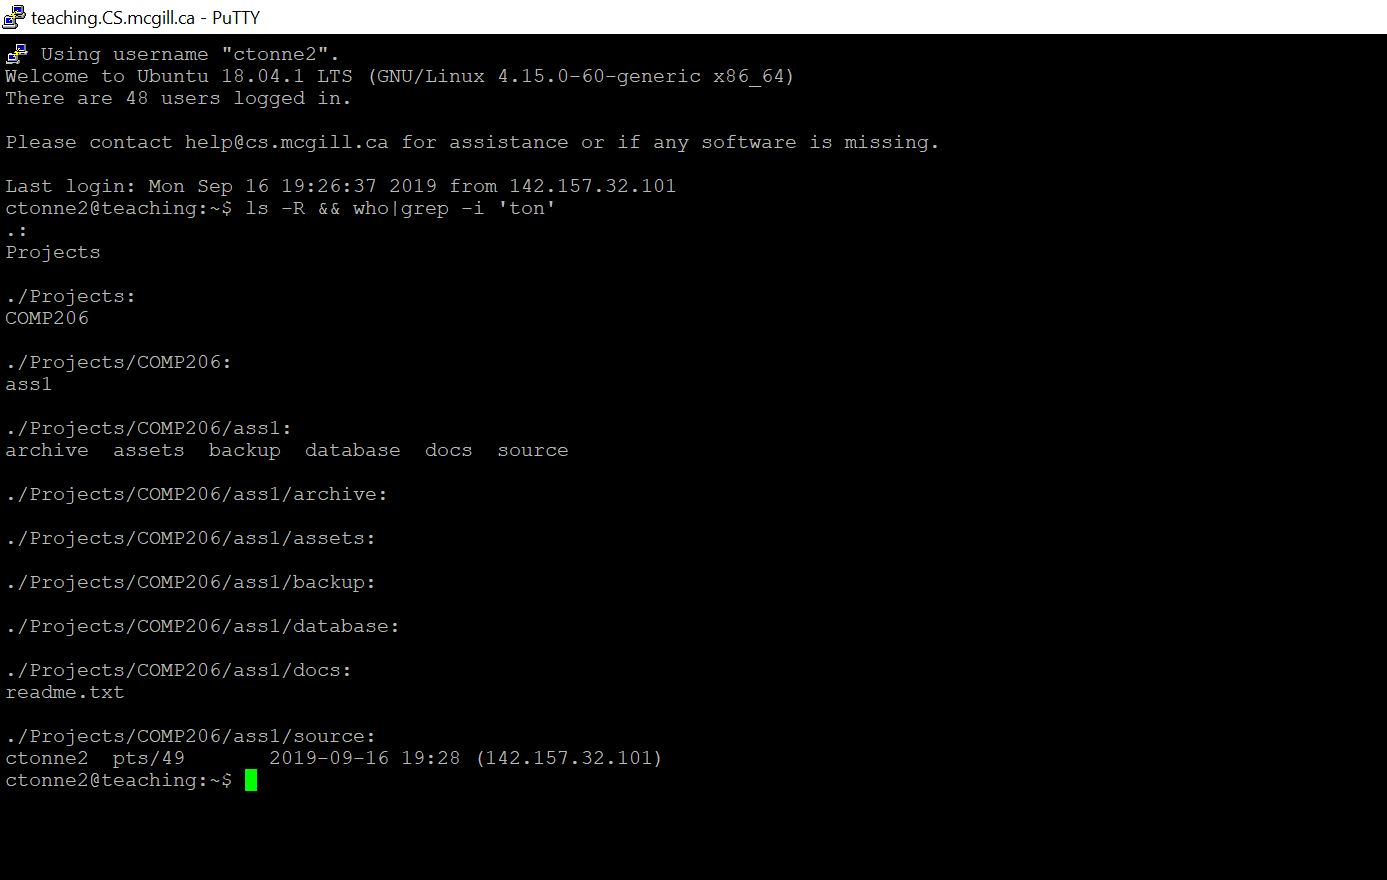 teaching.CS.mcgill.ca - PuTTY
Using username "ctonne2".
Welcome to Ubuntu 18.04.1 LTS (GNU/Linux 4.15.0-60-generic x86_64)
There are 48 users logged in.
Please contact help@cs.mcgill.ca for assistance or if any software is missing.
Last login: Mon Sep 16 19:26:37 2019 from 142.157.32.101
ctonne2@teaching:~$ ls -R && who|grep -i 'ton'
.:
Projects
./Projects:
COMP206
./Projects/COMP206:
ass1
./Projects/COMP206/ass1:
archive  assets  backup  database  docs  source
./Projects/COMP206/ass1/archive:
./Projects/COMP206/ass1/assets:
./Projects/COMP206/ass1/backup:
./Projects/COMP206/ass1/database:
./Projects/COMP206/ass1/docs:
readme.txt
./Projects/COMP206/ass1/source:
ctonne2  pts/49       2019-09-16 19:28 (142.157.32.101)
ctonne2@teaching:~$